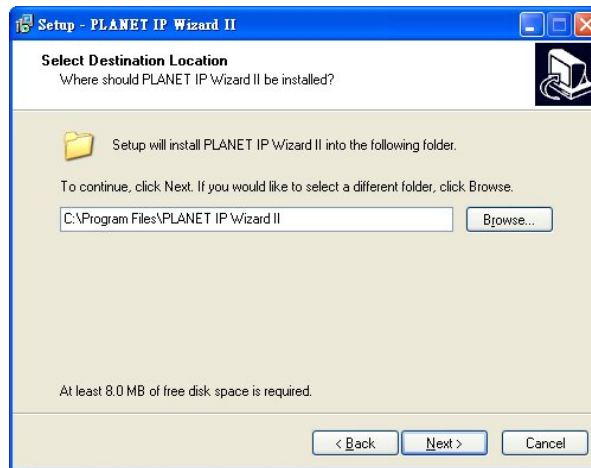 Setup - PLANET IP Wizard II
Select Destination Location
Where should PLANET IP Wizard II be installed?
Setup will install PLANET IP Wizard II into the following folder.
To continue, click Next. If you would like to select a different folder, click Browse.
C:\Program Files\PLANET IP Wizard II
Browse...
At least 8.0 MB of free disk space is required.
< Back
Next >
Cancel